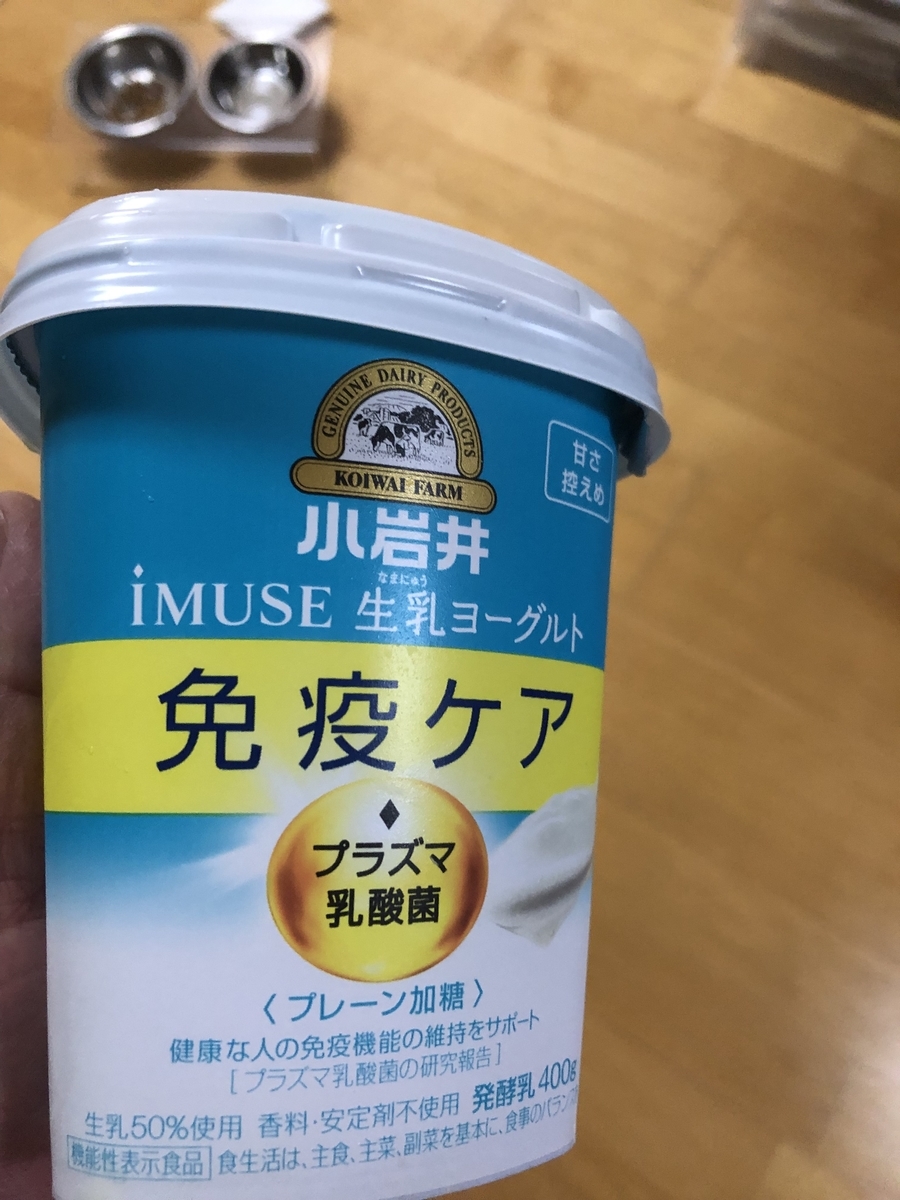 GENUINE DAIRY PRODUCTS
KOIWAI FARM
甘さ
控えめ
小岩井
なまにゅう
iMUSE 生乳ヨーグルト
免疫ケア
プラズマ
乳酸菌
〈プレーン加糖〉
健康な人の免疫機能の維持をサポート
[プラズマ乳酸菌の研究報告]
生乳50%使用 香料・安定剤不使用 発酵乳 400g
機能性表示食品 食生活は、主食、主菜、副菜を基本に、食事のバランス